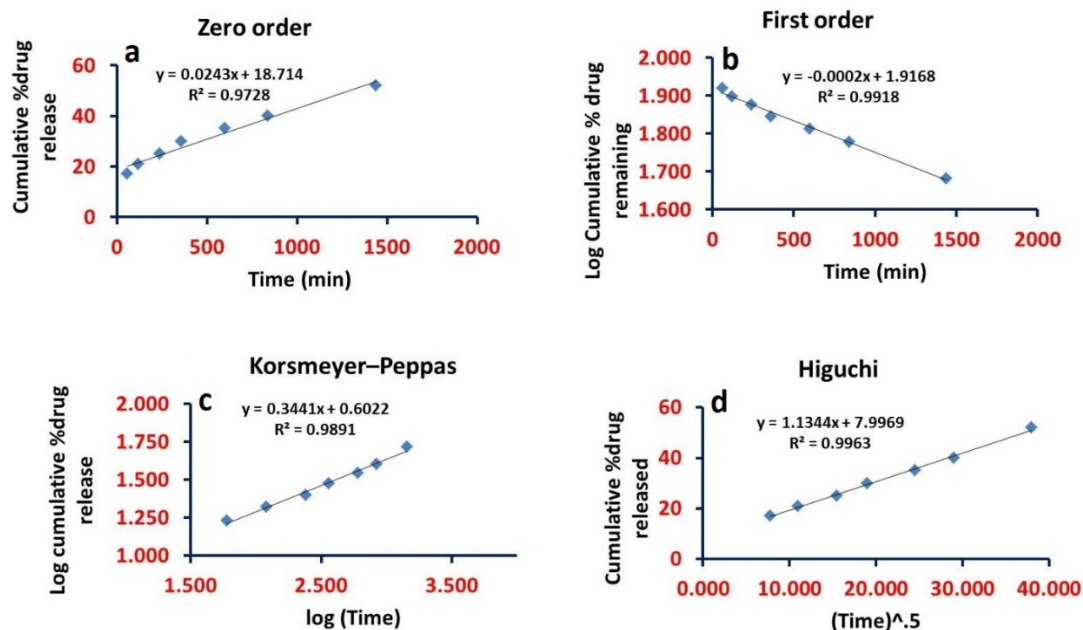 Zero order
a
y = 0.0243x + 18.714
R² = 0.9728
Cumulative %drug
release
60
40
20
0
0 500 1000 1500 2000
Time (min)
First order
b
y = -0.0002x + 1.9168
R² = 0.9918
Log Cumulative % drug
remaining
2.000
1.900
1.800
1.700
1.600
0 500 1000 1500 2000
Time (min)
Korsmeyer–Peppas
c
y = 0.3441x + 0.6022
R² = 0.9891
Log cumulative %drug
release
2.000
1.750
1.500
1.250
1.000
1.500 2.500 3.500
log (Time)
Higuchi
d
y = 1.1344x + 7.9969
R² = 0.9963
Cumulative %drug
released
60
40
20
0
0.000 10.000 20.000 30.000 40.000
(Time)^.5